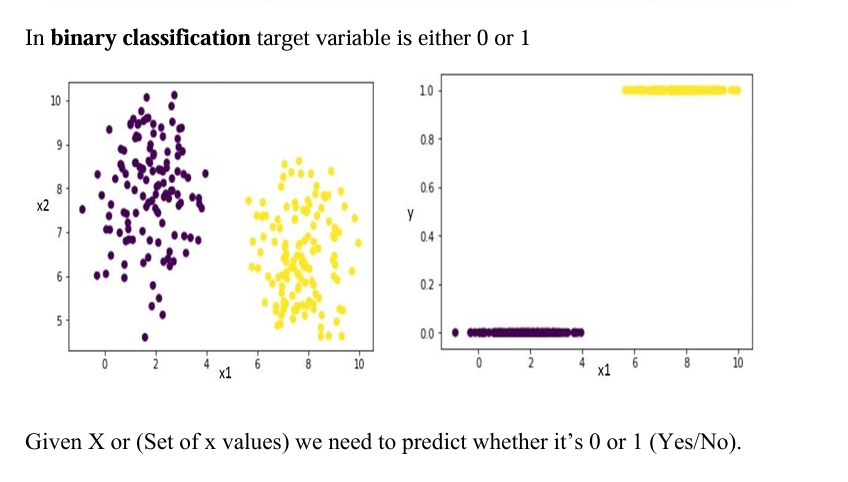 In binary classification target variable is either 0 or 1
10
9
8
7
6
5
x2
0 2 4 6 8 10
x1
1.0
0.8
0.6
0.4
0.2
0.0
y
0 2 4 6 8 10
x1
Given X or (Set of x values) we need to predict whether it’s 0 or 1 (Yes/No).